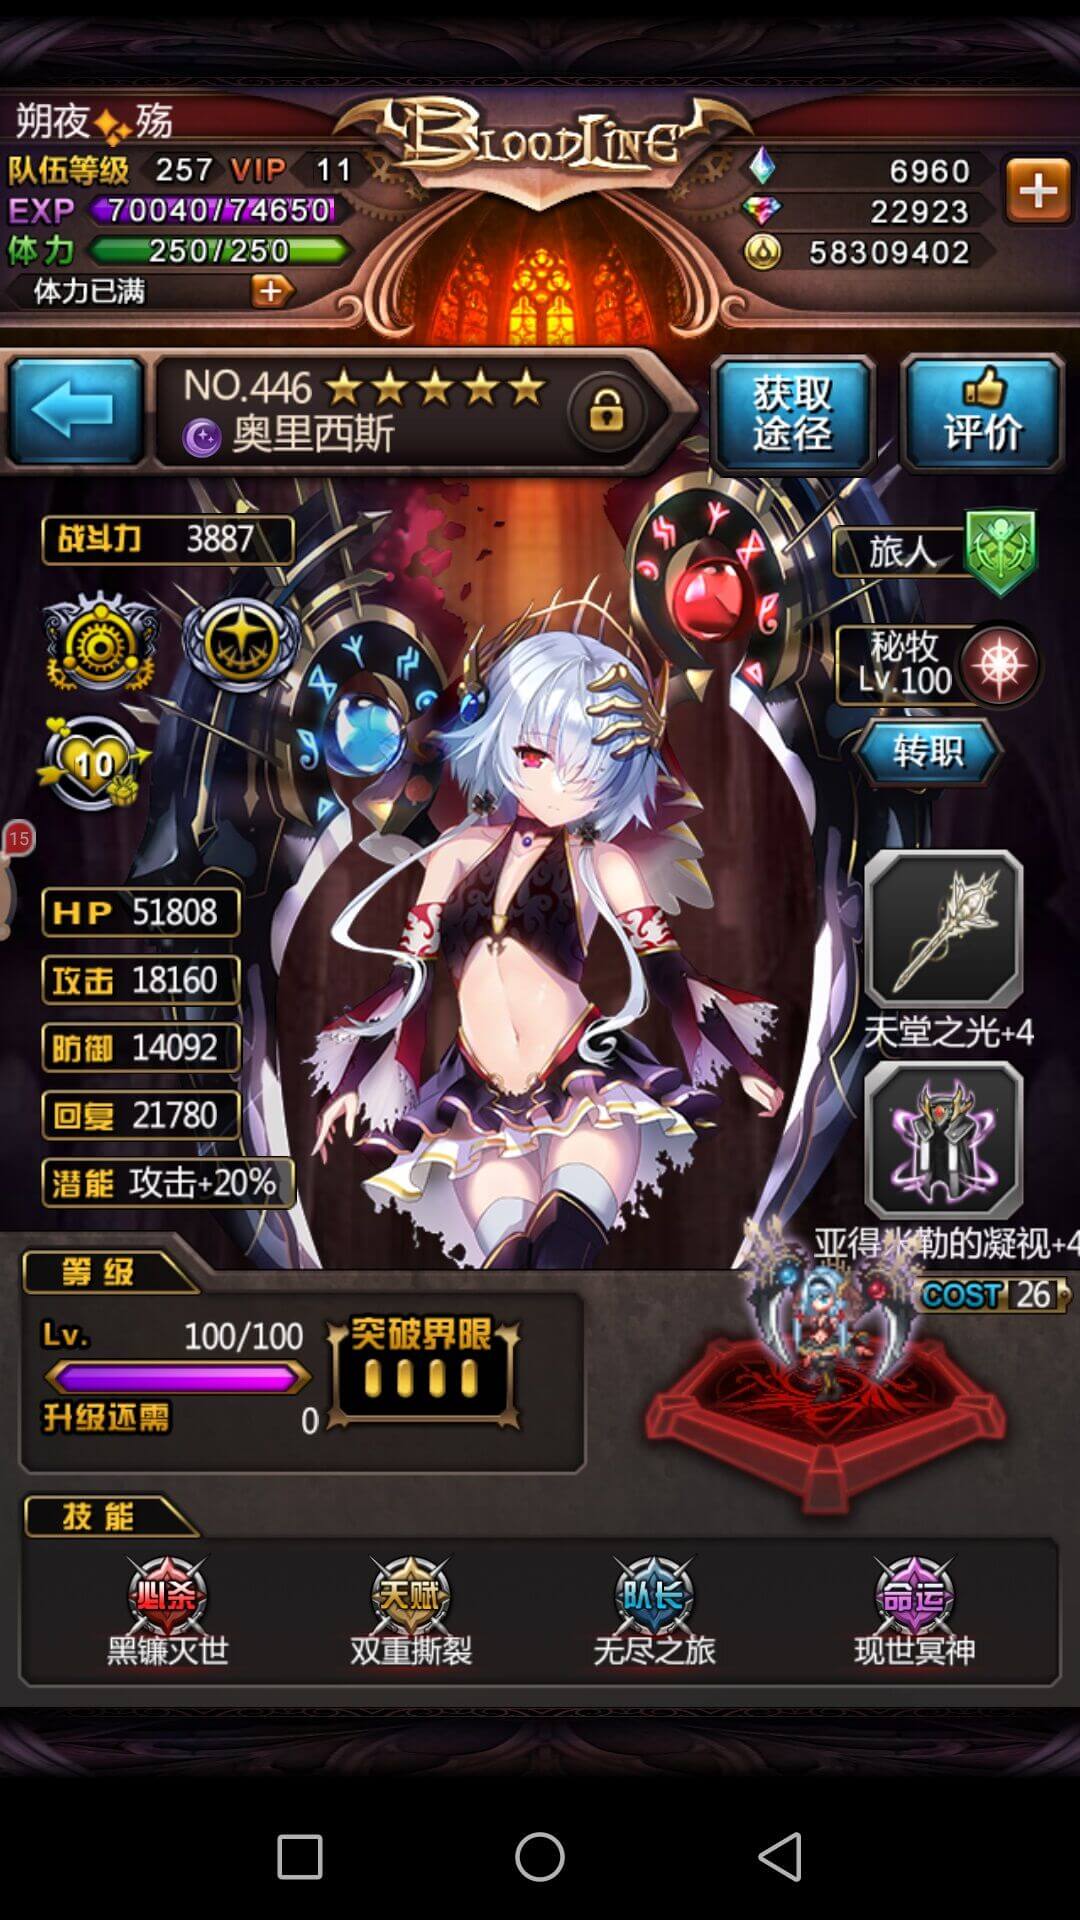 朔夜✨殇
BLOODLINE
队伍等级 257 VIP 11
6960
EXP 70040/74650
22923
体力 250/250
58309402
体力已满
NO.446 ★★★★★
奥里西斯
获取
途径
评价
战斗力 3887
旅人
秘牧
Lv.100
转职
10
15
HP 51808
攻击 18160
防御 14092
回复 21780
潜能 攻击+20%
天堂之光+4
亚得米勒的凝视+4
COST 26
等级
Lv. 100/100
突破界限
升级还需 0
技能
必杀
黑镰灭世
天赋
双重撕裂
队长
无尽之旅
命运
现世冥神